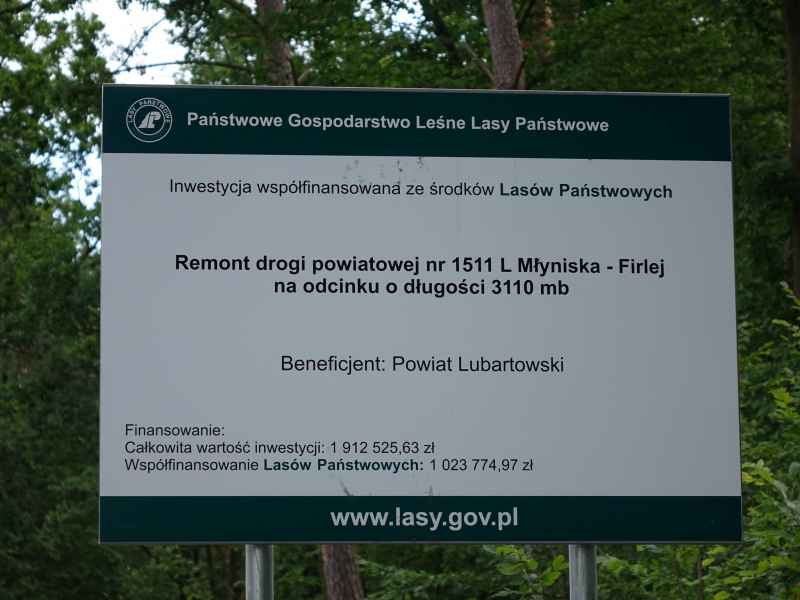 LASY PAŃSTWOWE
Państwowe Gospodarstwo Leśne Lasy Państwowe
Inwestycja współfinansowana ze środków Lasów Państwowych
Remont drogi powiatowej nr 1511 L Młyniska - Firlej
na odcinku o długości 3110 mb
Beneficjent: Powiat Lubartowski
Finansowanie:
Całkowita wartość inwestycji: 1 912 525,63 zł
Współfinansowanie Lasów Państwowych: 1 023 774,97 zł
www.lasy.gov.pl